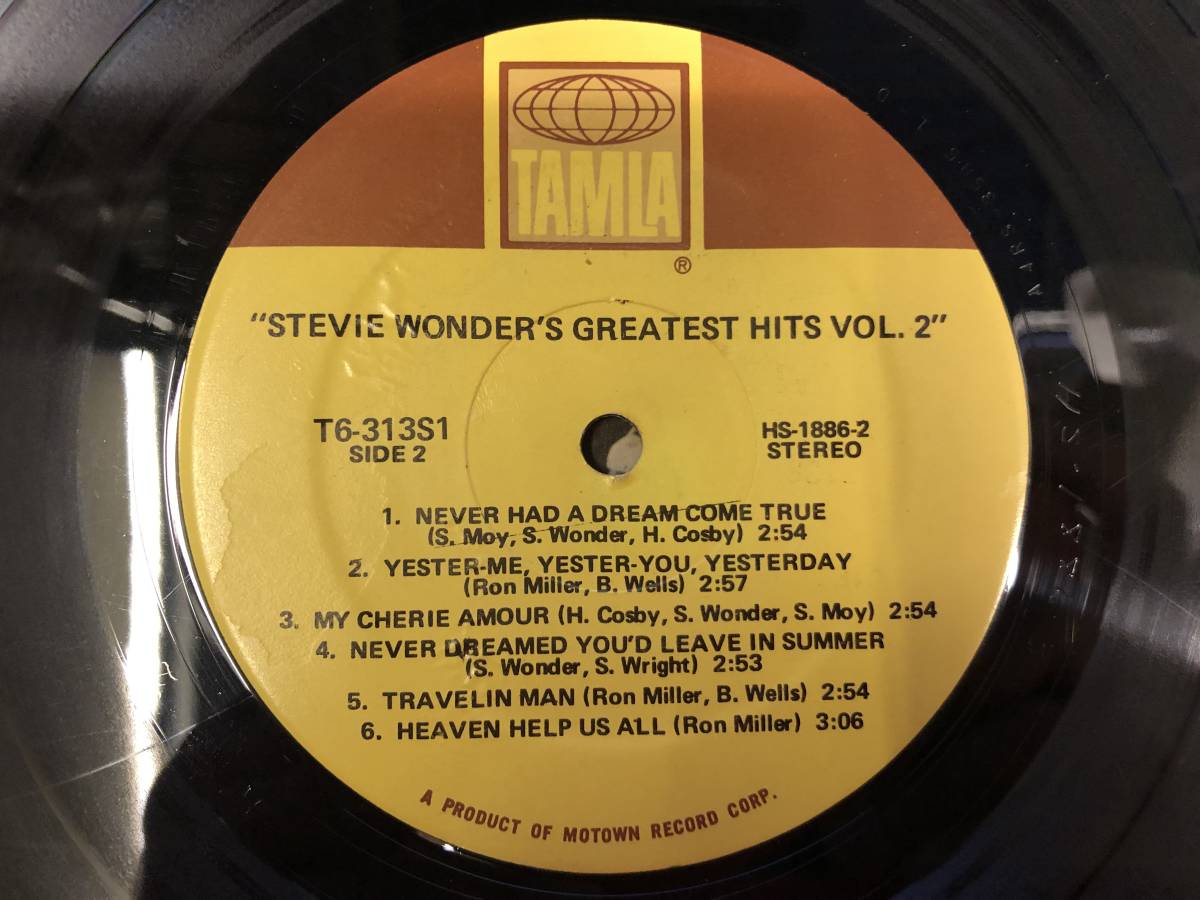 TAMLA
®
"STEVIE WONDER'S GREATEST HITS VOL. 2"
T6-313S1
SIDE 2
HS-1886-2
STEREO
1. NEVER HAD A DREAM COME TRUE
(S. Moy, S. Wonder, H. Cosby) 2:54
2. YESTER-ME, YESTER-YOU, YESTERDAY
(Ron Miller, B. Wells) 2:57
3. MY CHERIE AMOUR (H. Cosby, S. Wonder, S. Moy) 2:54
4. NEVER DREAMED YOU'D LEAVE IN SUMMER
(S. Wonder, S. Wright) 2:53
5. TRAVELIN MAN (Ron Miller, B. Wells) 2:54
6. HEAVEN HELP US ALL (Ron Miller) 3:06
A PRODUCT OF MOTOWN RECORD CORP.